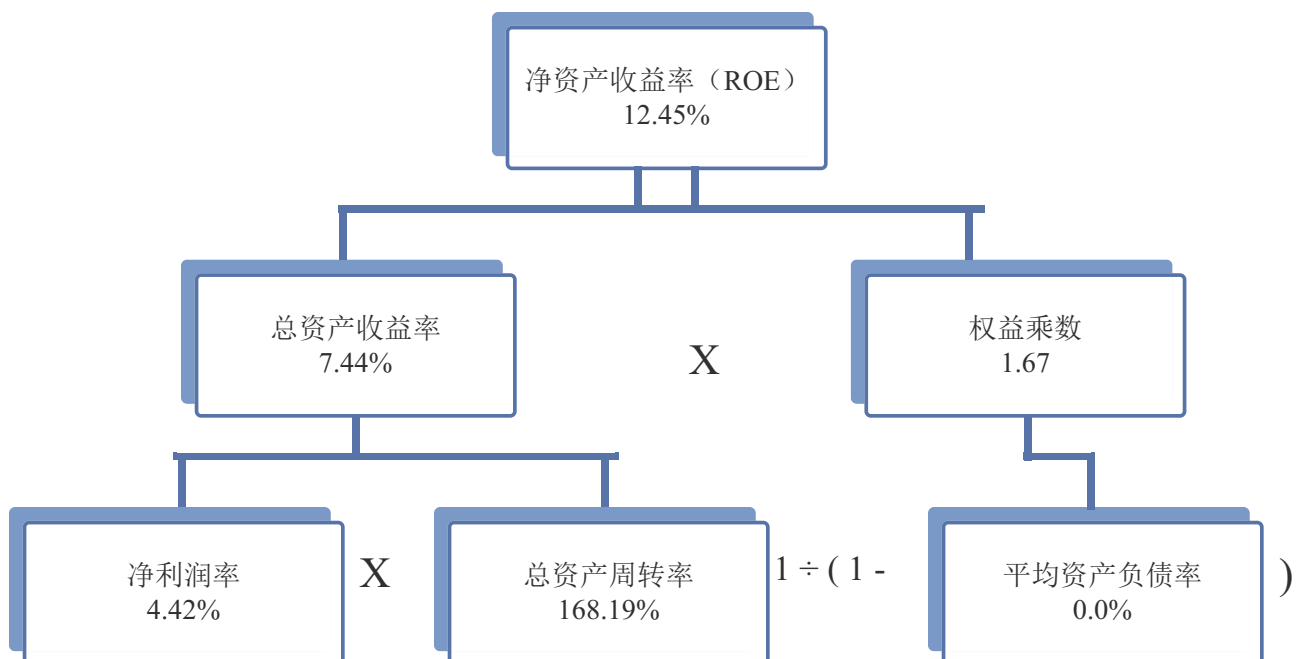 净资产收益率（ROE）
12.45%
总资产收益率
7.44%
X
权益乘数
1.67
净利润率
4.42%
X
总资产周转率
168.19%
1 ÷ ( 1 -
平均资产负债率
0.0%
)